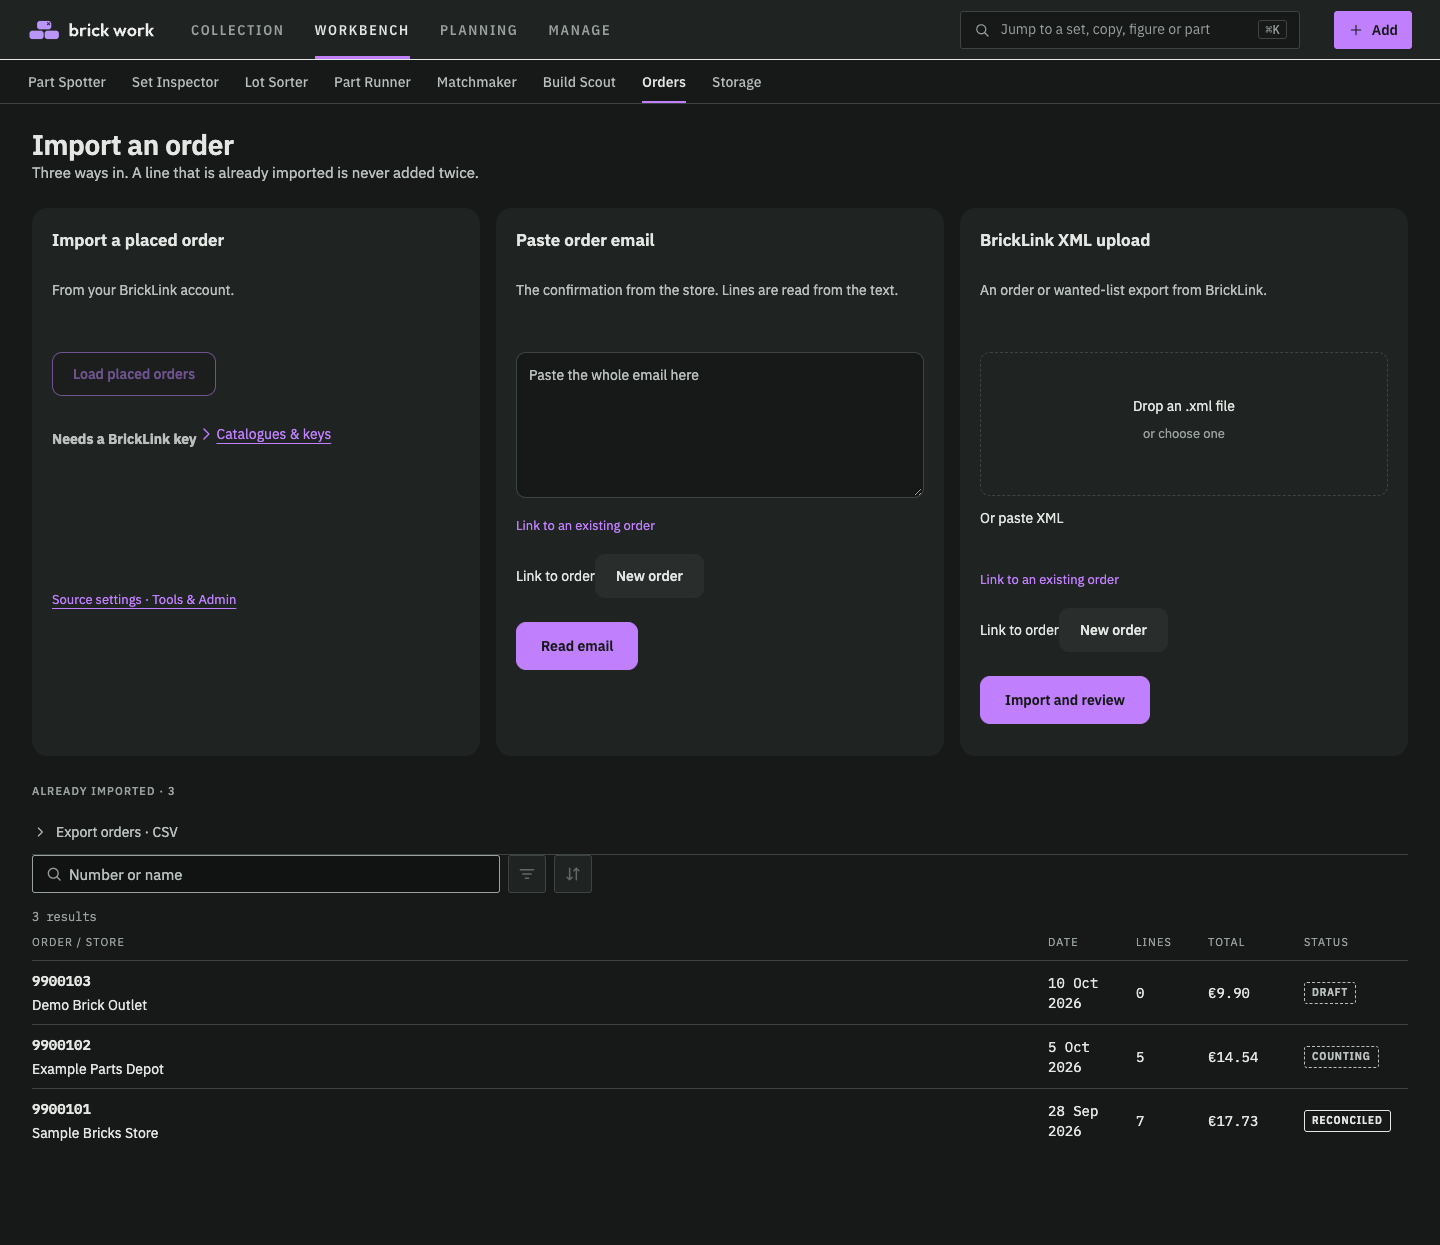 brick work
COLLECTION
WORKBENCH
PLANNING
MANAGE
Jump to a set, copy, figure or part
⌘K
Add
Part Spotter
Set Inspector
Lot Sorter
Part Runner
Matchmaker
Build Scout
Orders
Storage
Import an order
Three ways in. A line that is already imported is never added twice.
Import a placed order
From your BrickLink account.
Load placed orders
Needs a BrickLink key
Catalogues & keys
Source settings · Tools & Admin
Paste order email
The confirmation from the store. Lines are read from the text.
Paste the whole email here
Link to an existing order
Link to order
New order
Read email
BrickLink XML upload
An order or wanted-list export from BrickLink.
Drop an .xml file
or choose one
Or paste XML
Link to an existing order
Link to order
New order
Import and review
ALREADY IMPORTED · 3
Export orders · CSV
Number or name
3 results
ORDER / STORE
DATE
LINES
TOTAL
STATUS
9900103
Demo Brick Outlet
10 Oct
2026
0
€9.90
DRAFT
9900102
Example Parts Depot
5 Oct
2026
5
€14.54
COUNTING
9900101
Sample Bricks Store
28 Sep
2026
7
€17.73
RECONCILED